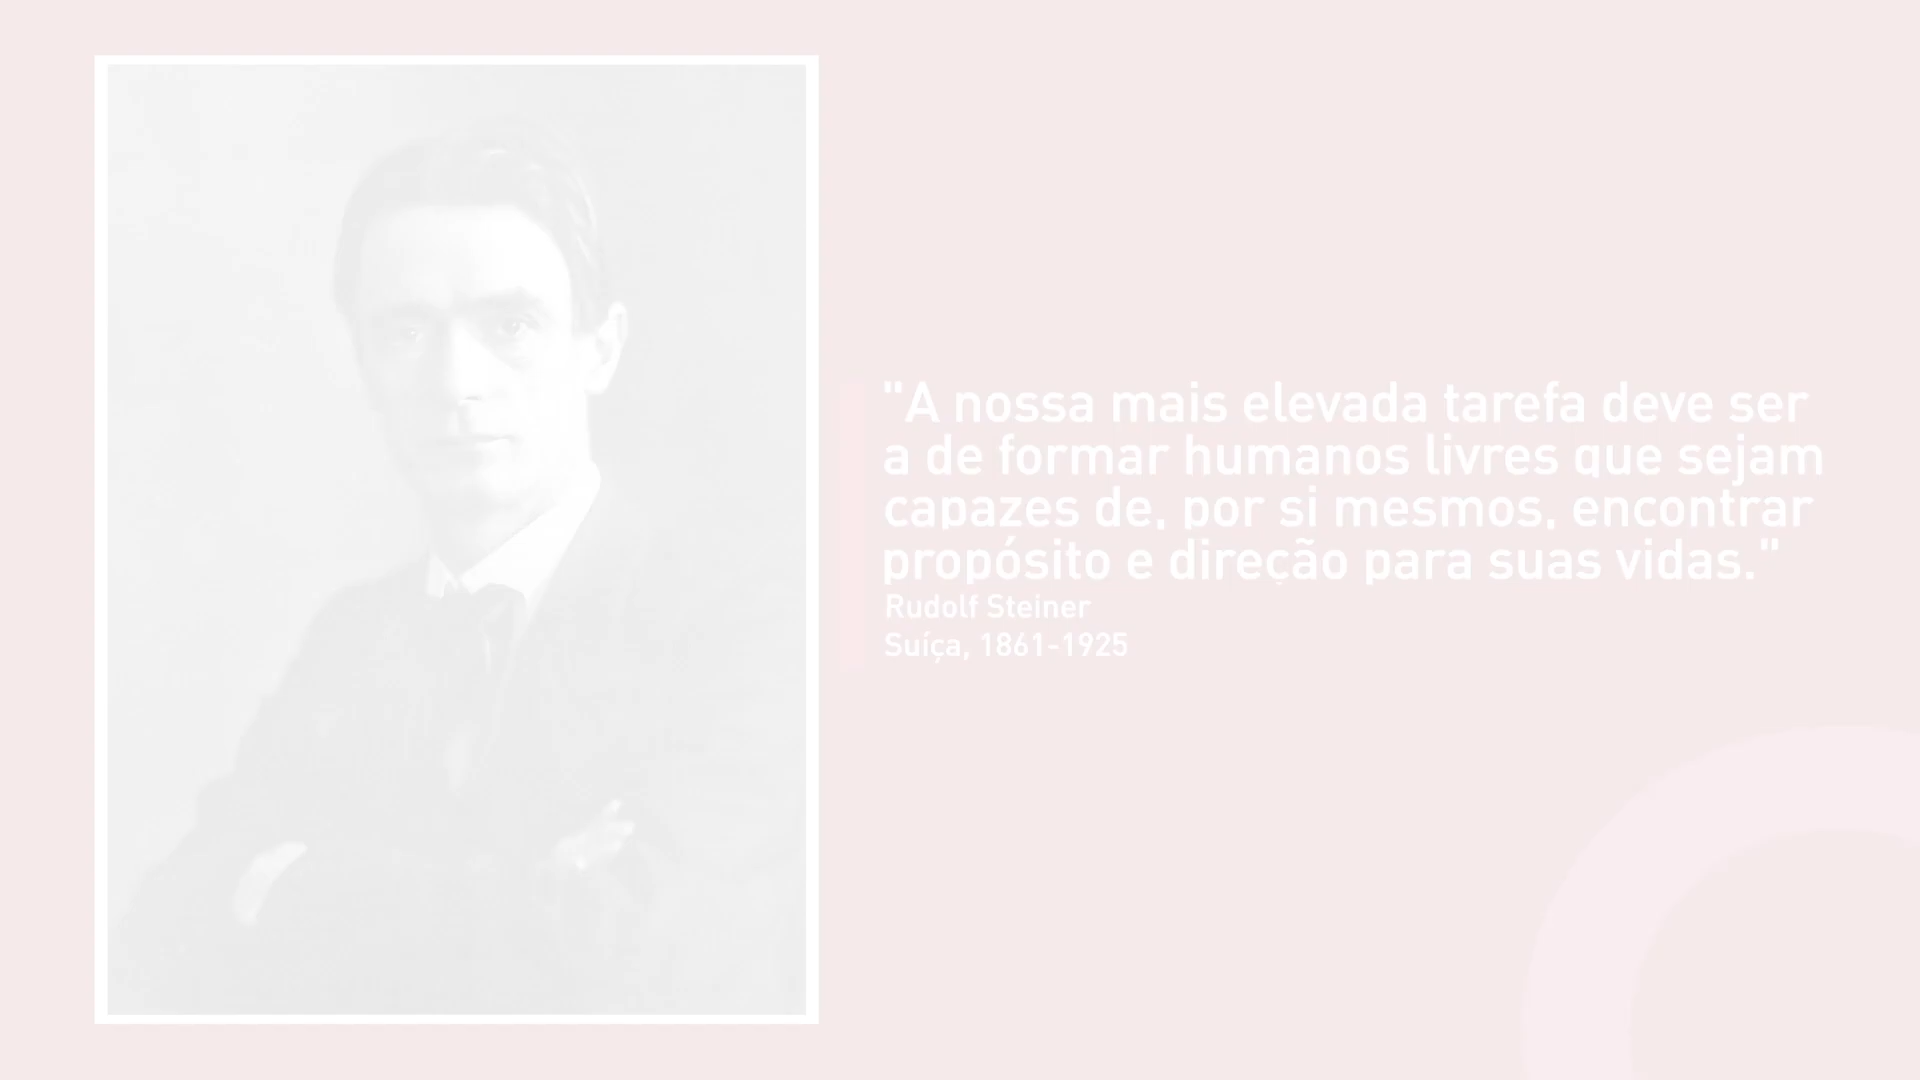 "A nossa mais elevada tarefa deve ser
a de formar humanos livres que sejam
capazes de, por si mesmos, encontrar
propósito e direção para suas vidas."
Rudolf Steiner
Suíça, 1861-1925